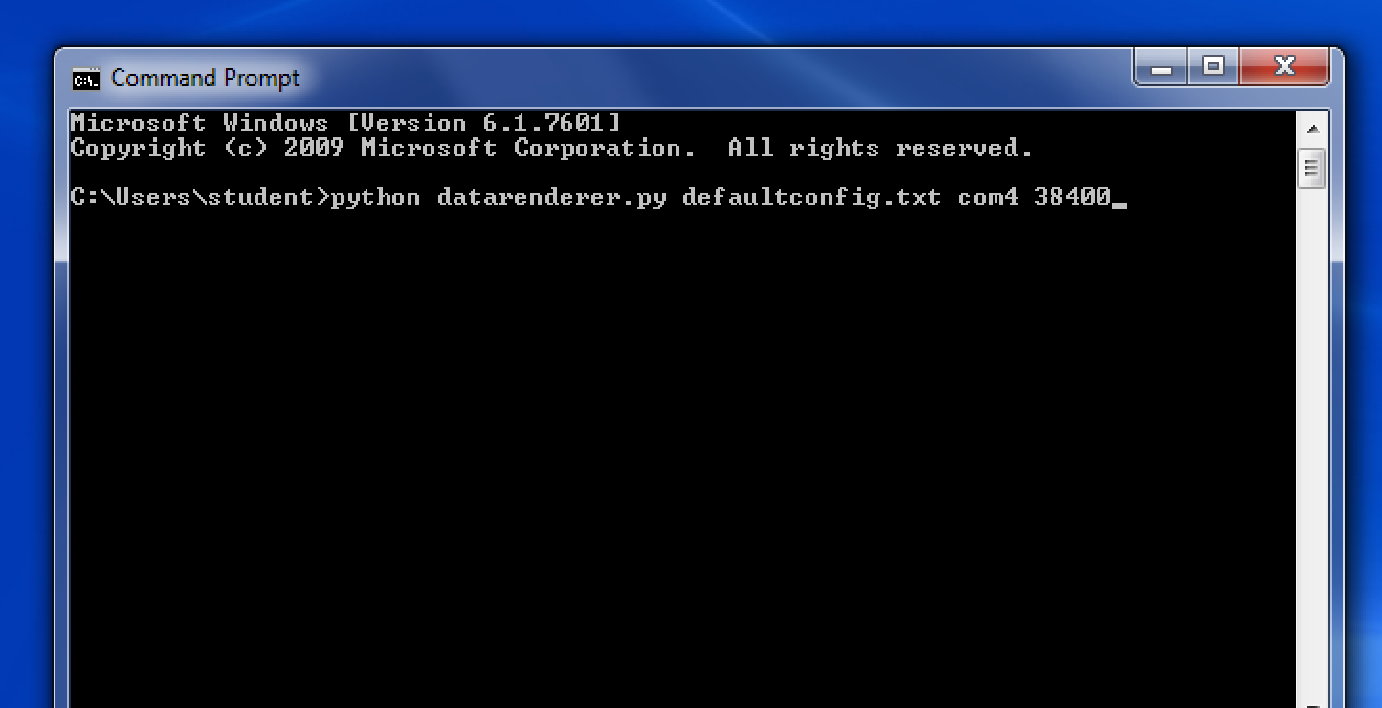 Command Prompt
Microsoft Windows [Version 6.1.7601]
Copyright (c) 2009 Microsoft Corporation.  All rights reserved.
C:\Users\student>python datarenderer.py defaultconfig.txt com4 38400_